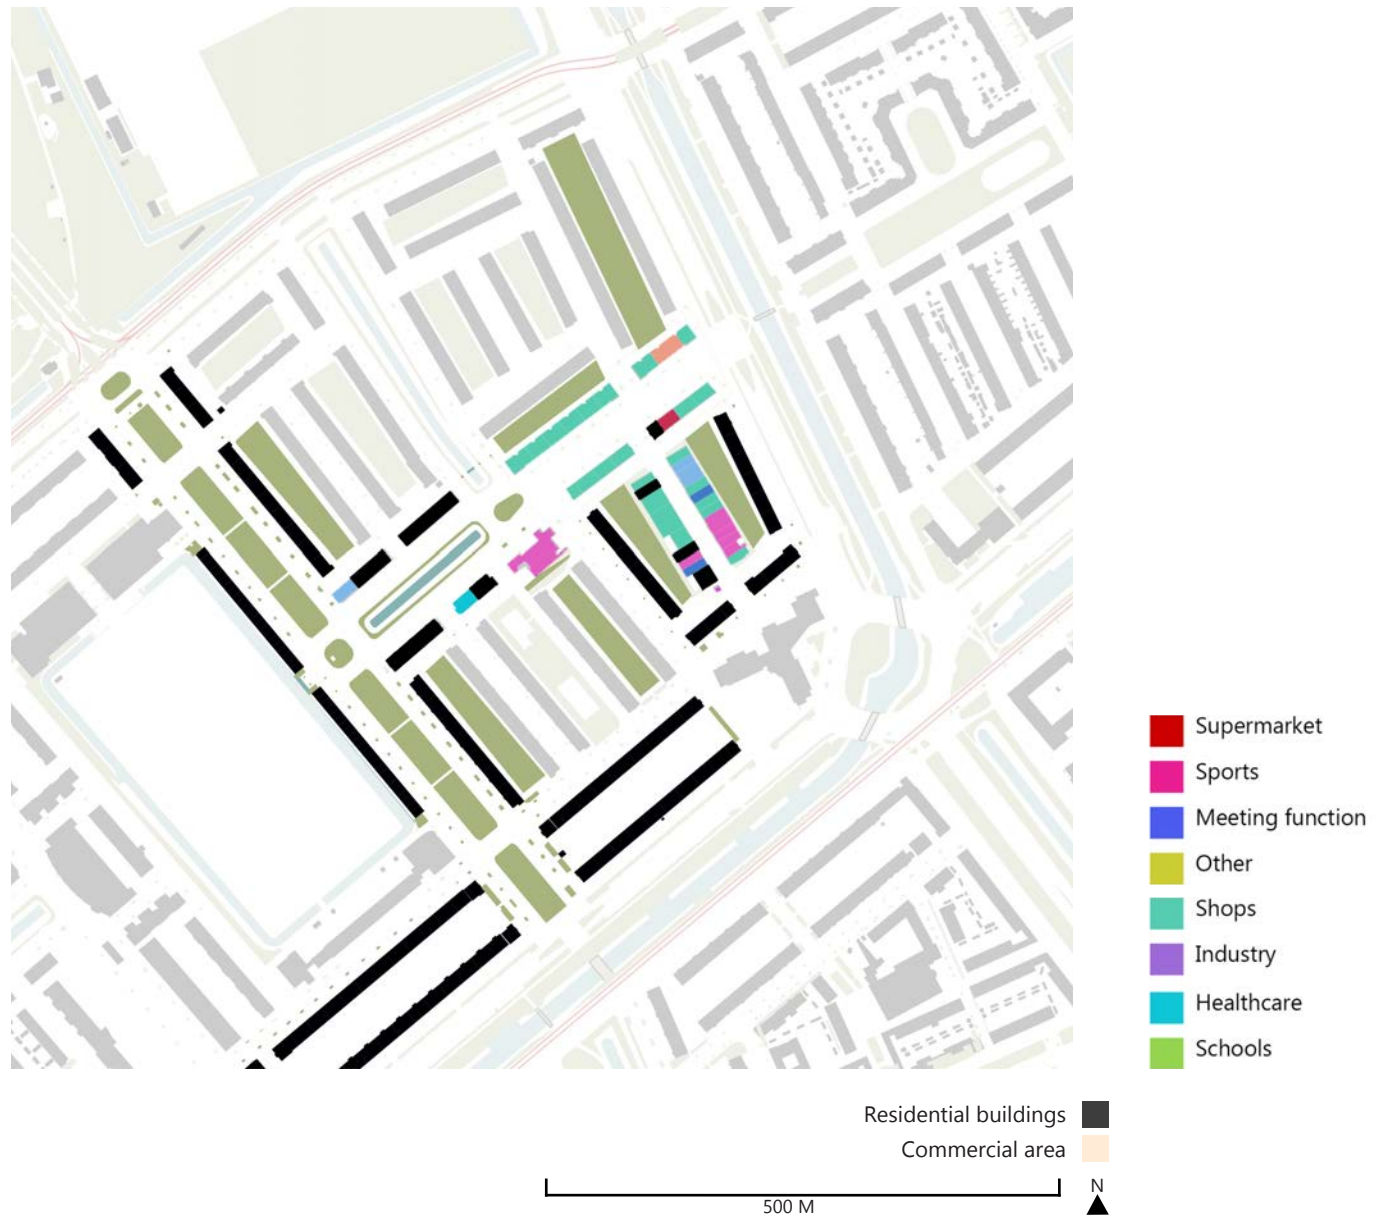 Supermarket
Sports
Meeting function
Other
Shops
Industry
Healthcare
Schools
Residential buildings
Commercial area
500 M
N